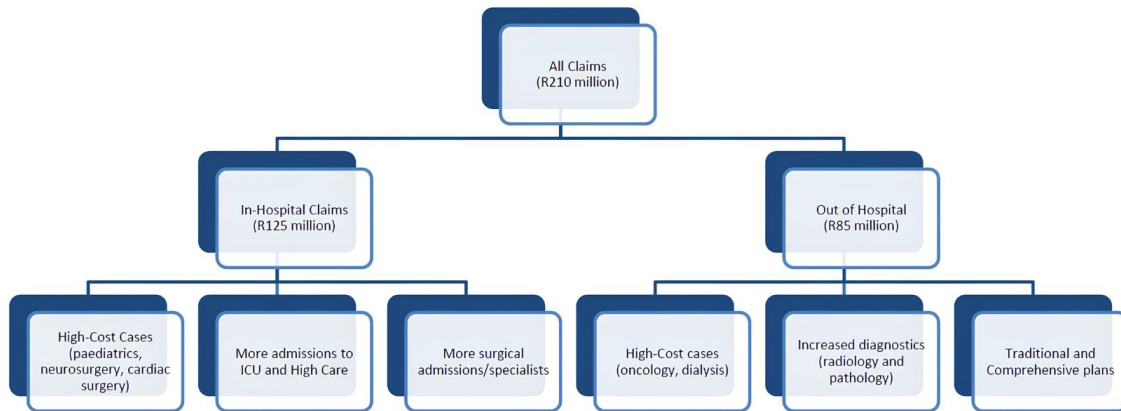 All Claims
(R210 million)
In-Hospital Claims
(R125 million)
Out of Hospital
(R85 million)
High-Cost Cases
(paediatrics,
neurosurgery, cardiac
surgery)
More admissions to
ICU and High Care
More surgical
admissions/specialists
High-Cost cases
(oncology, dialysis)
Increased diagnostics
(radiology and
pathology)
Traditional and
Comprehensive plans